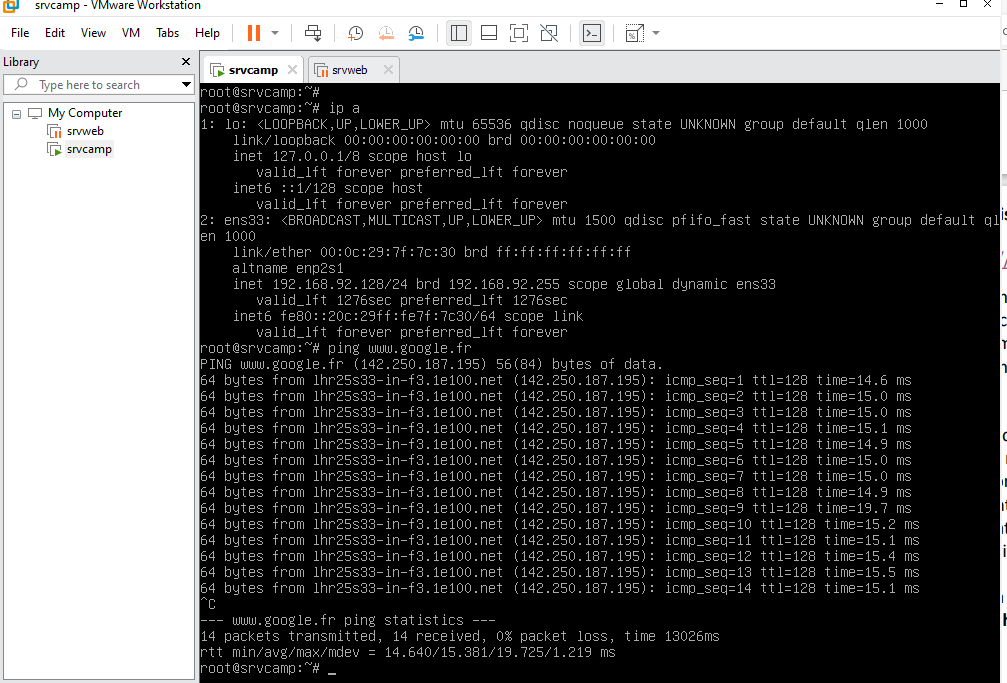 srvcamp - VMware Workstation
File Edit View VM Tabs Help
Library
Type here to search
My Computer
srvweb
srvcamp
srvcamp srvweb
root@srvcamp:~#
root@srvcamp:~# ip a
1: lo: <LOOPBACK,UP,LOWER_UP> mtu 65536 qdisc noqueue state UNKNOWN group default qlen 1000
link/loopback 00:00:00:00:00:00 brd 00:00:00:00:00:00
inet 127.0.0.1/8 scope host lo
valid_lft forever preferred_lft forever
inet6 ::1/128 scope host
valid_lft forever preferred_lft forever
2: ens33: <BROADCAST,MULTICAST,UP,LOWER_UP> mtu 1500 qdisc pfifo_fast state UNKNOWN group default ql
en 1000
link/ether 00:0c:29:7f:7c:30 brd ff:ff:ff:ff:ff:ff
altname enp2s1
inet 192.168.92.128/24 brd 192.168.92.255 scope global dynamic ens33
valid_lft 1276sec preferred_lft 1276sec
inet6 fe80::20c:29ff:fe7f:7c30/64 scope link
valid_lft forever preferred_lft forever
root@srvcamp:~# ping www.google.fr
PING www.google.fr (142.250.187.195) 56(84) bytes of data.
64 bytes from lhr25s33-in-f3.1e100.net (142.250.187.195): icmp_seq=1 ttl=128 time=14.6 ms
64 bytes from lhr25s33-in-f3.1e100.net (142.250.187.195): icmp_seq=2 ttl=128 time=15.0 ms
64 bytes from lhr25s33-in-f3.1e100.net (142.250.187.195): icmp_seq=3 ttl=128 time=15.0 ms
64 bytes from lhr25s33-in-f3.1e100.net (142.250.187.195): icmp_seq=4 ttl=128 time=15.1 ms
64 bytes from lhr25s33-in-f3.1e100.net (142.250.187.195): icmp_seq=5 ttl=128 time=14.9 ms
64 bytes from lhr25s33-in-f3.1e100.net (142.250.187.195): icmp_seq=6 ttl=128 time=15.0 ms
64 bytes from lhr25s33-in-f3.1e100.net (142.250.187.195): icmp_seq=7 ttl=128 time=15.0 ms
64 bytes from lhr25s33-in-f3.1e100.net (142.250.187.195): icmp_seq=8 ttl=128 time=14.9 ms
64 bytes from lhr25s33-in-f3.1e100.net (142.250.187.195): icmp_seq=9 ttl=128 time=19.7 ms
64 bytes from lhr25s33-in-f3.1e100.net (142.250.187.195): icmp_seq=10 ttl=128 time=15.2 ms
64 bytes from lhr25s33-in-f3.1e100.net (142.250.187.195): icmp_seq=11 ttl=128 time=15.1 ms
64 bytes from lhr25s33-in-f3.1e100.net (142.250.187.195): icmp_seq=12 ttl=128 time=15.4 ms
64 bytes from lhr25s33-in-f3.1e100.net (142.250.187.195): icmp_seq=13 ttl=128 time=15.5 ms
64 bytes from lhr25s33-in-f3.1e100.net (142.250.187.195): icmp_seq=14 ttl=128 time=15.1 ms
^C
--- www.google.fr ping statistics ---
14 packets transmitted, 14 received, 0% packet loss, time 13026ms
rtt min/avg/max/mdev = 14.640/15.381/19.725/1.219 ms
root@srvcamp:~# _